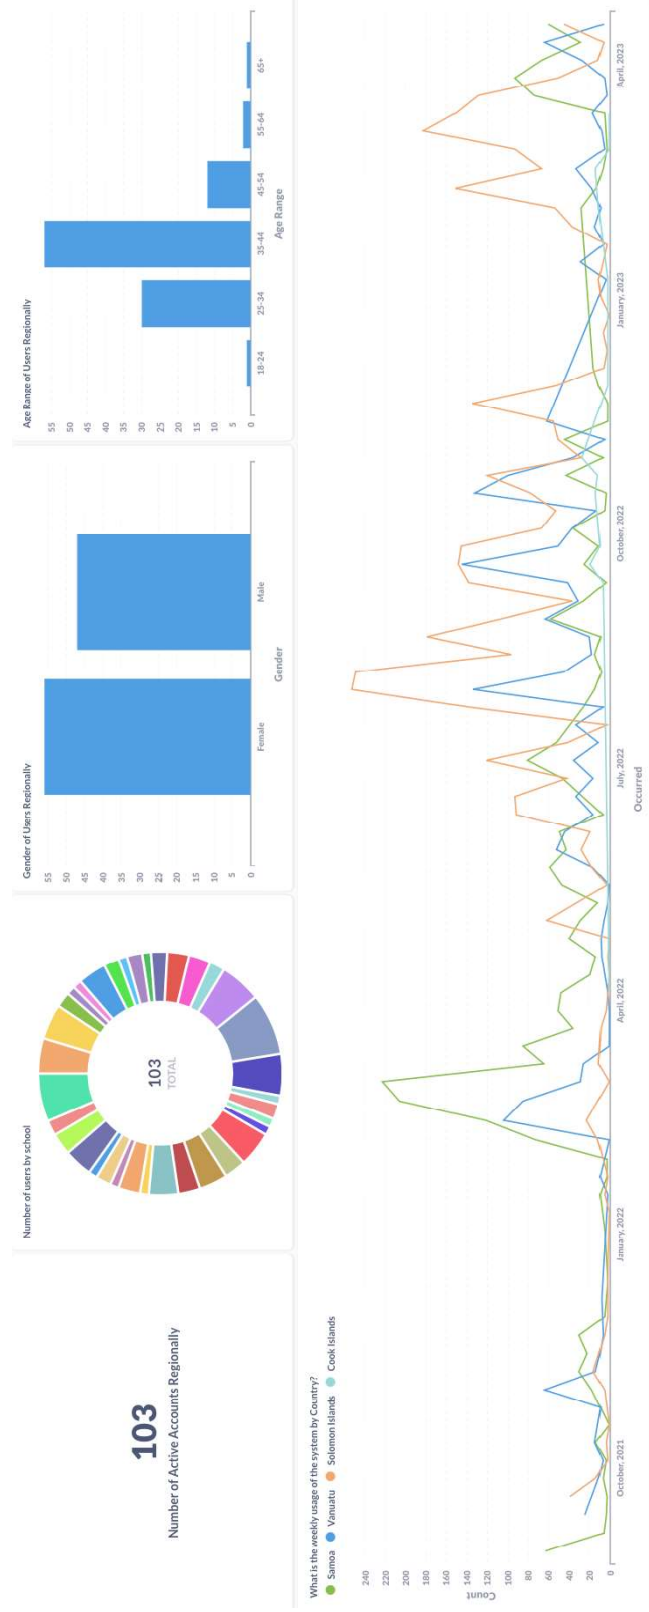 103
Number of Active Accounts Regionally
Number of users by school
103
TOTAL
Gender of Users Regionally
55
50
45
40
35
30
25
20
15
10
5
0
Female
Male
Gender
Age Range of Users Regionally
55
50
45
40
35
30
25
20
15
10
5
0
18-24
25-34
35-44
45-54
55-64
65+
Age Range
What is the weekly usage of the system by Country?
Samoa Vanuatu Solomon Islands Cook Islands
240
220
200
180
160
140
120
100
80
60
40
20
0
Count
October, 2021
January, 2022
April, 2022
July, 2022
October, 2022
January, 2023
April, 2023
Occurred